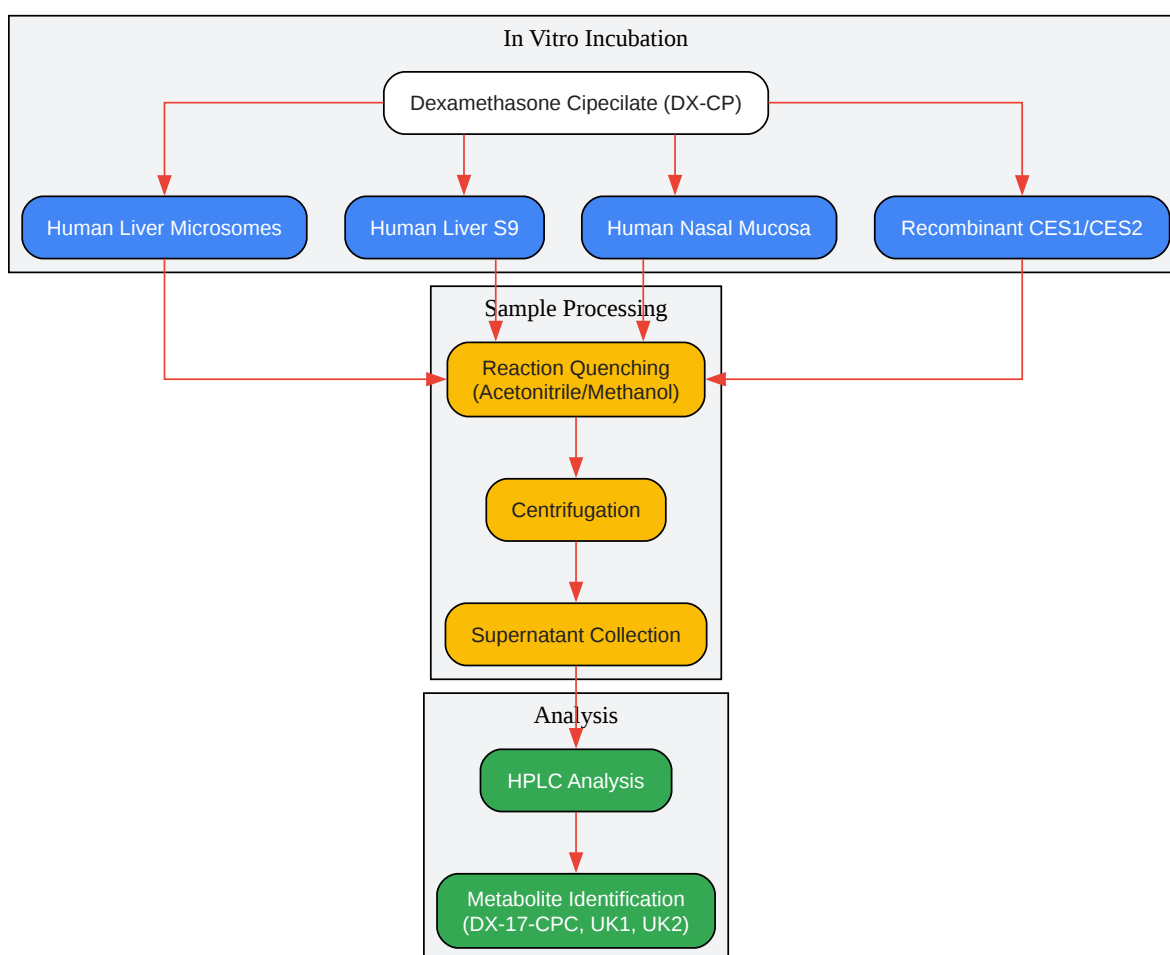 In Vitro Incubation
Dexamethasone Cipecilate (DX-CP)
Human Liver Microsomes
Human Liver S9
Human Nasal Mucosa
Recombinant CES1/CES2
Sample Processing
Reaction Quenching
(Acetonitrile/Methanol)
Centrifugation
Supernatant Collection
Analysis
HPLC Analysis
Metabolite Identification
(DX-17-CPC, UK1, UK2)